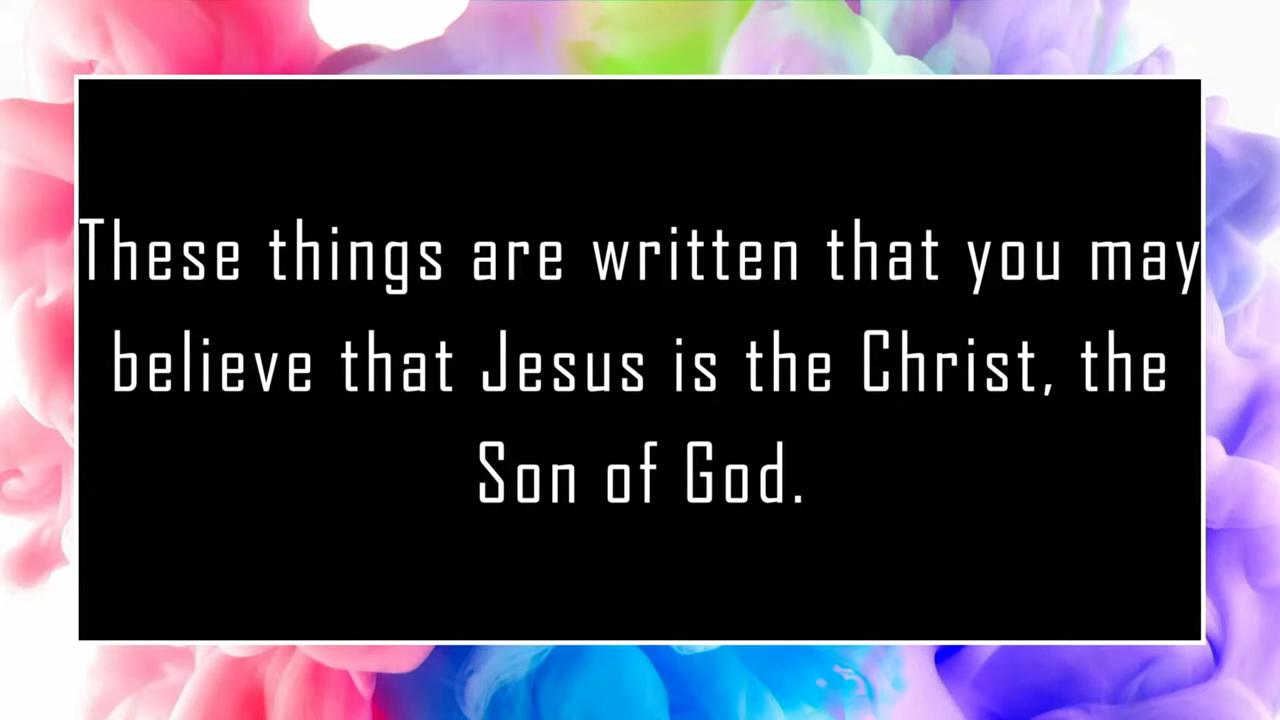 These things are written that you may
believe that Jesus is the Christ, the
Son of God.